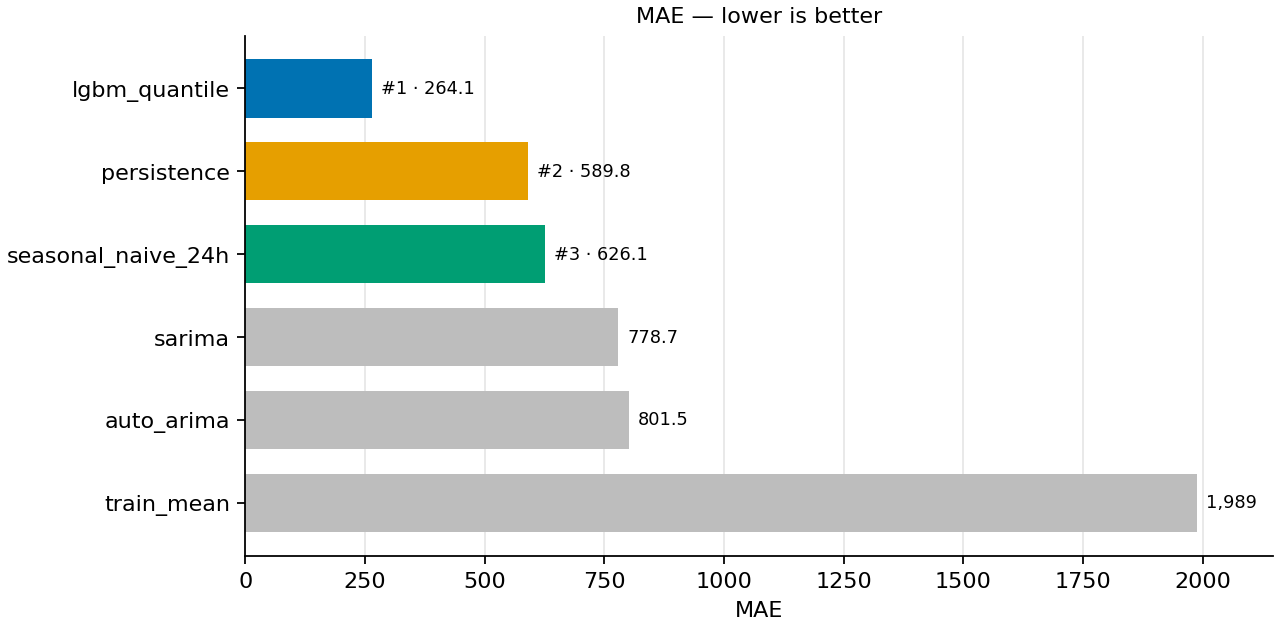 MAE — lower is better
lgbm_quantile
#1 · 264.1
persistence
#2 · 589.8
seasonal_naive_24h
#3 · 626.1
sarima
778.7
auto_arima
801.5
train_mean
1,989
0 250 500 750 1000 1250 1500 1750 2000
MAE